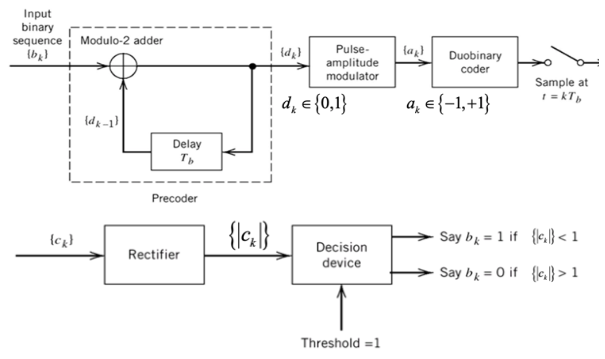 Input
binary
sequence
{b_k}
Modulo-2 adder
{d_k}
Pulse-
amplitude
modulator
{a_k}
Duobinary
coder
Sample at
t = kT_b
d_k ∈ {0,1}
a_k ∈ {-1,+1}
{d_{k-1}}
Delay
T_b
Precoder
{c_k}
Rectifier
{|c_k|}
Decision
device
Say b_k = 1 if {|c_k|} < 1
Say b_k = 0 if {|c_k|} > 1
Threshold = 1